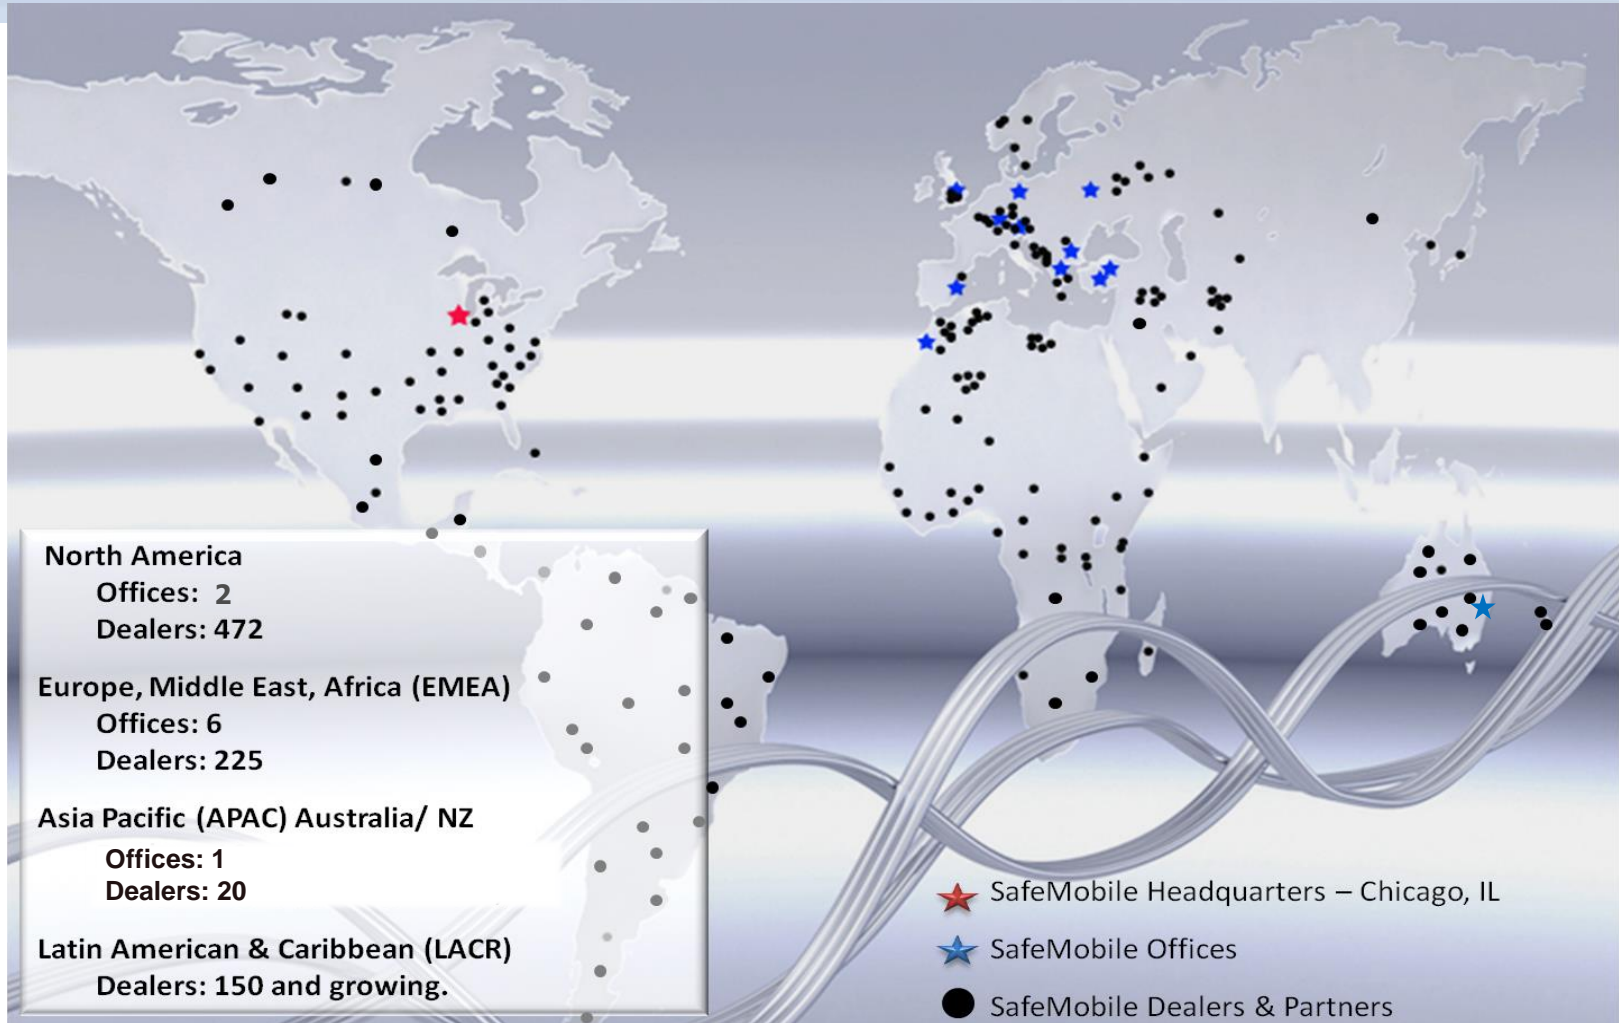 North America
Offices: 2
Dealers: 472
Europe, Middle East, Africa (EMEA)
Offices: 6
Dealers: 225
Asia Pacific (APAC) Australia/ NZ
Offices: 1
Dealers: 20
Latin American & Caribbean (LACR)
Dealers: 150 and growing.
SafeMobile Headquarters – Chicago, IL
SafeMobile Offices
SafeMobile Dealers & Partners